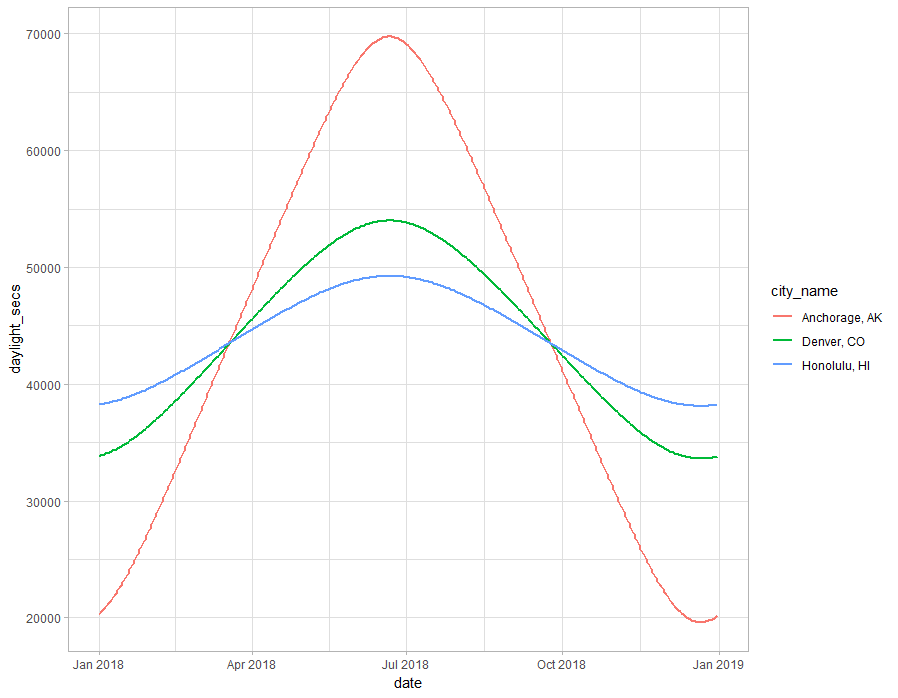 70000
60000
50000
40000
30000
20000
daylight_secs
Jan 2018
Apr 2018
Jul 2018
Oct 2018
Jan 2019
date
city_name
Anchorage, AK
Denver, CO
Honolulu, HI